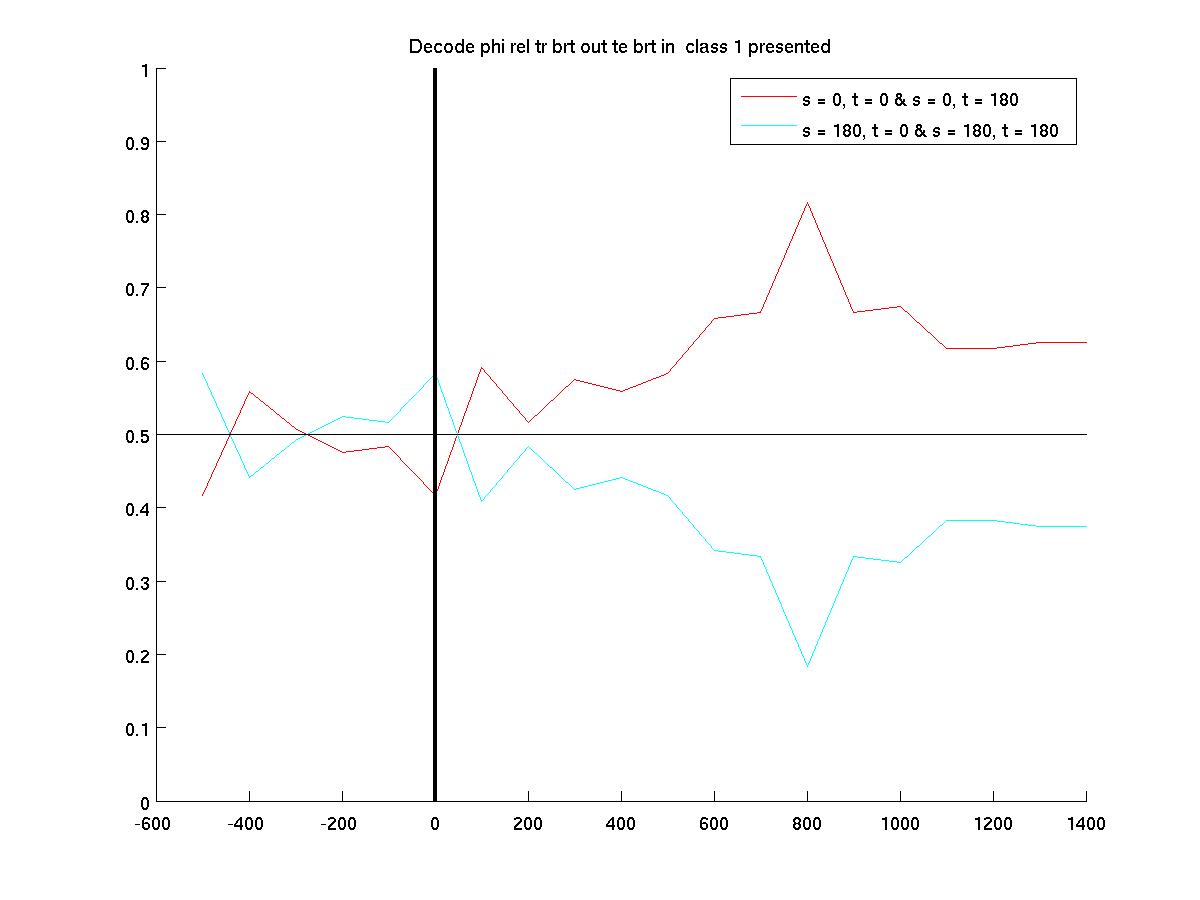 Decode phi rel tr brt out te brt in  class 1 presented
s = 0, t = 0 & s = 0, t = 180
s = 180, t = 0 & s = 180, t = 180
1
0.9
0.8
0.7
0.6
0.5
0.4
0.3
0.2
0.1
0
-600 -400 -200 0 200 400 600 800 1000 1200 1400